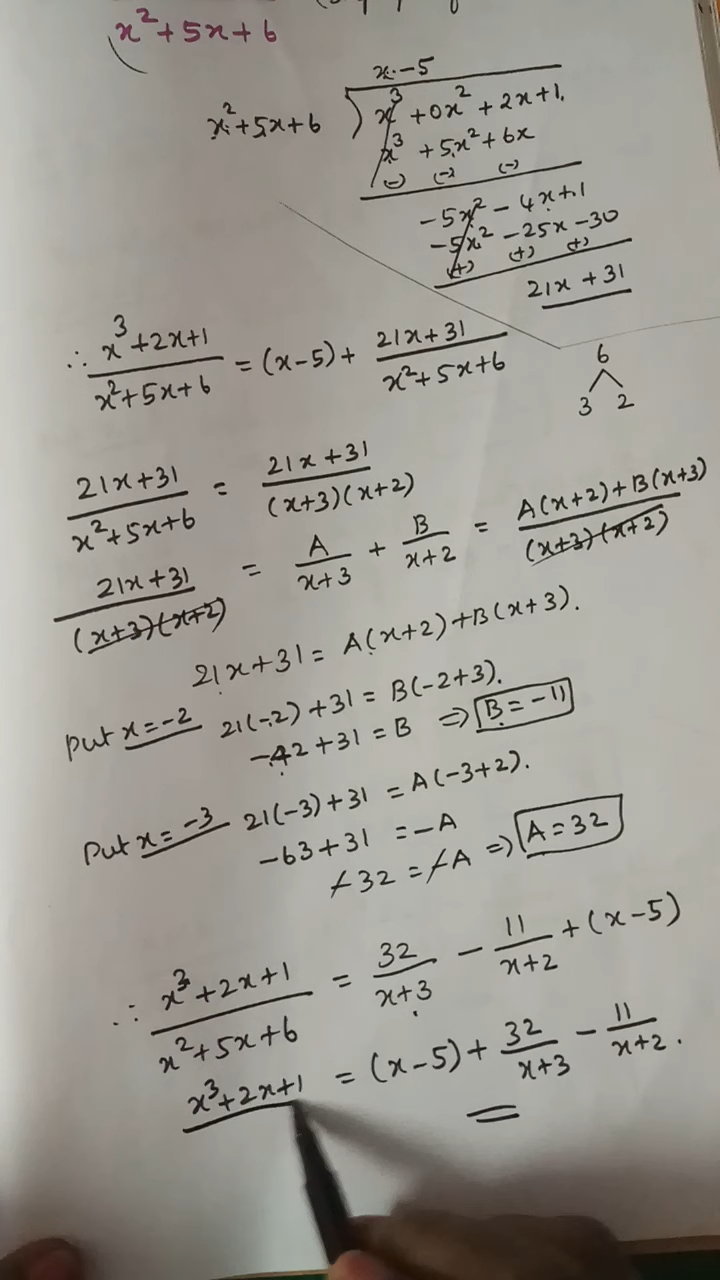 x²+5x+6
x-5
x²+5x+6 ) x³+0x²+2x+1
x³+5x²+6x
(-) (-) (-)
-5x²-4x+1
-5x²-25x-30
(+) (+) (+)
21x+31
∴ x³+2x+1/x²+5x+6 = (x-5)+ 21x+31/x²+5x+6
6
3 2
21x+31/x²+5x+6 = 21x+31/(x+3)(x+2)
21x+31/(x+3)(x+2) = A/x+3 + B/x+2 = A(x+2)+B(x+3)/(x+3)(x+2)
21x+31 = A(x+2)+B(x+3).
Put x=-2 21(-2)+31 = B(-2+3).
-42+31 = B ⇒ B=-11
Put x=-3 21(-3)+31 = A(-3+2).
-63+31 = -A
-32 = -A ⇒ A=32
∴ x³+2x+1/x²+5x+6 = 32/x+3 - 11/x+2 +(x-5)
x³+2x+1 = (x-5)+ 32/x+3 - 11/x+2.